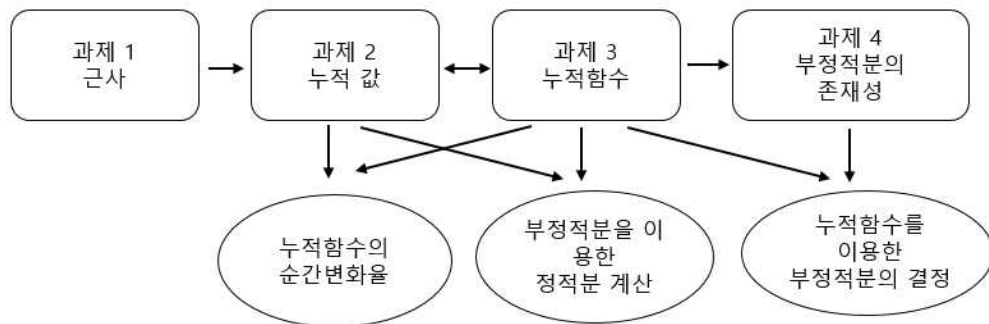 과제 1
근사
과제 2
누적 값
과제 3
누적함수
과제 4
부정적분의
존재성
누적함수의
순간변화율
부정적분을 이
용한
정적분 계산
누적함수를
이용한
부정적분의 결정